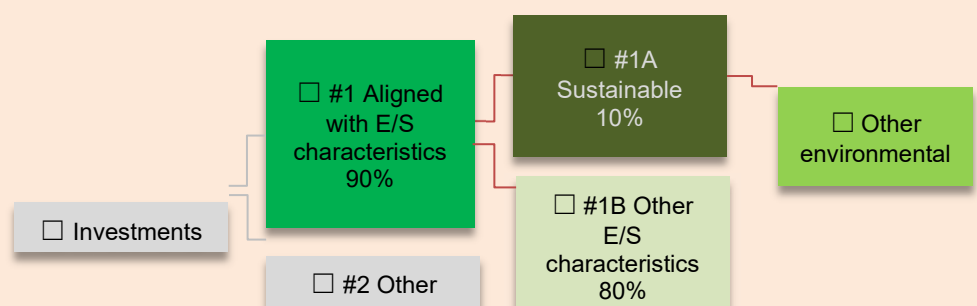 ☐ Investments
☐ #1 Aligned
with E/S
characteristics
90%
☐ #2 Other
☐ #1A
Sustainable
10%
☐ #1B Other
E/S
characteristics
80%
☐ Other
environmental